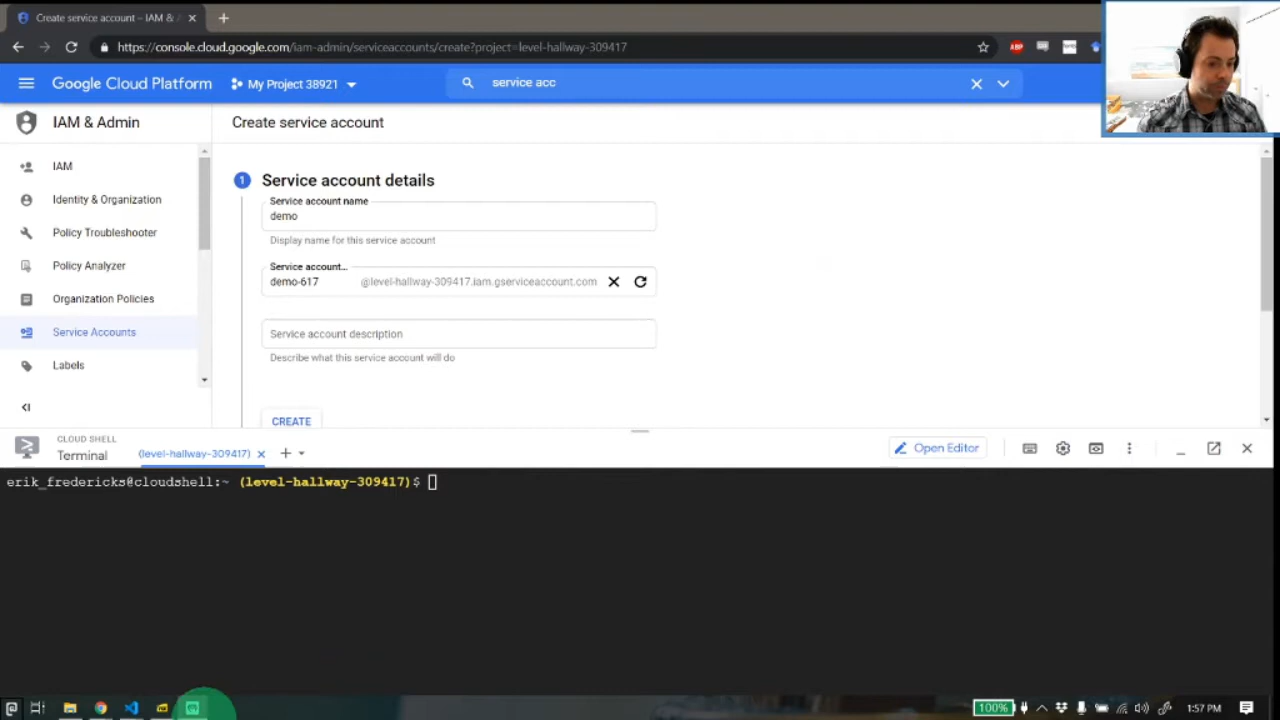 Create service account – IAM & A
https://console.cloud.google.com/iam-admin/serviceaccounts/create?project=level-hallway-309417
ABP
Google Cloud Platform
My Project 38921
service acc
IAM & Admin
Create service account
IAM
Identity & Organization
Policy Troubleshooter
Policy Analyzer
Organization Policies
Service Accounts
Labels
1
Service account details
Service account name
demo
Display name for this service account
Service account...
demo-617
@level-hallway-309417.iam.gserviceaccount.com
Service account description
Describe what this service account will do
CREATE
CLOUD SHELL
Terminal
(level-hallway-309417)
Open Editor
erik_fredericks@cloudshell:~ (level-hallway-309417)$
100%
1:57 PM